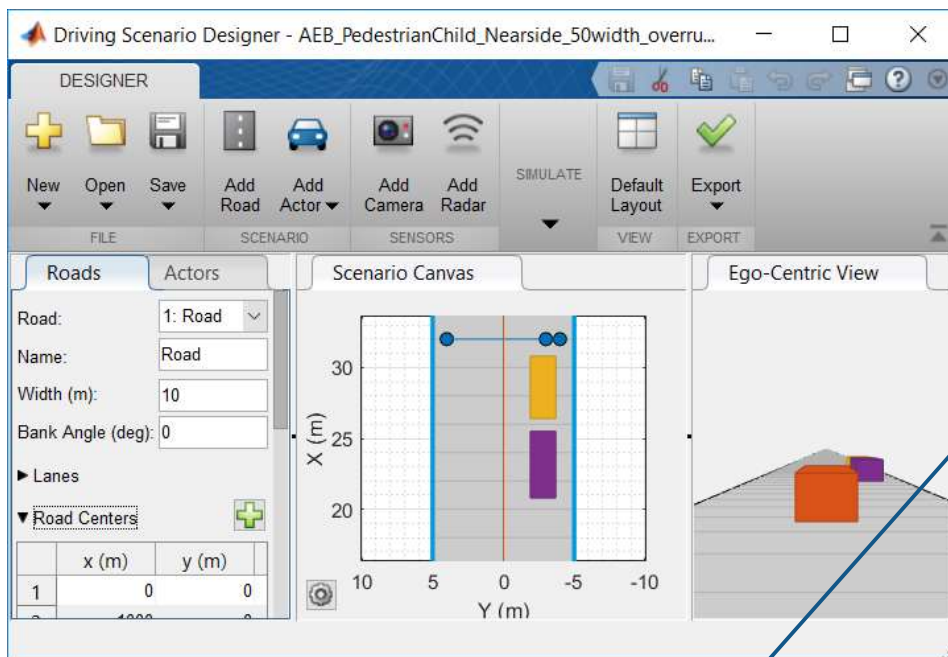 Driving Scenario Designer - AEB_PedestrianChild_Nearside_50width_overru...
DESIGNER
New Open Save Add Road Add Actor Add Camera Add Radar SIMULATE Default Layout Export
FILE SCENARIO SENSORS VIEW EXPORT
Roads Actors
Road: 1: Road
Name: Road
Width (m): 10
Bank Angle (deg): 0
Lanes
Road Centers
x (m) y (m)
1 0 0
Scenario Canvas
30
25
20
X (m)
10 5 0 -5 -10
Y (m)
Ego-Centric View